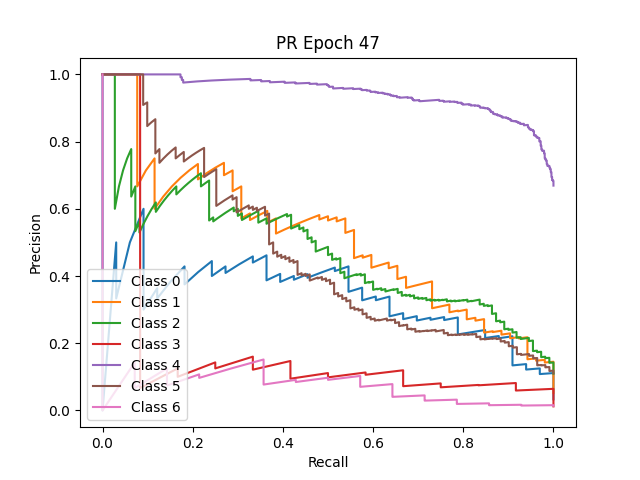 PR Epoch 47
1.0
0.8
0.6
0.4
0.2
0.0
Precision
Class 0
Class 1
Class 2
Class 3
Class 4
Class 5
Class 6
0.0 0.2 0.4 0.6 0.8 1.0
Recall